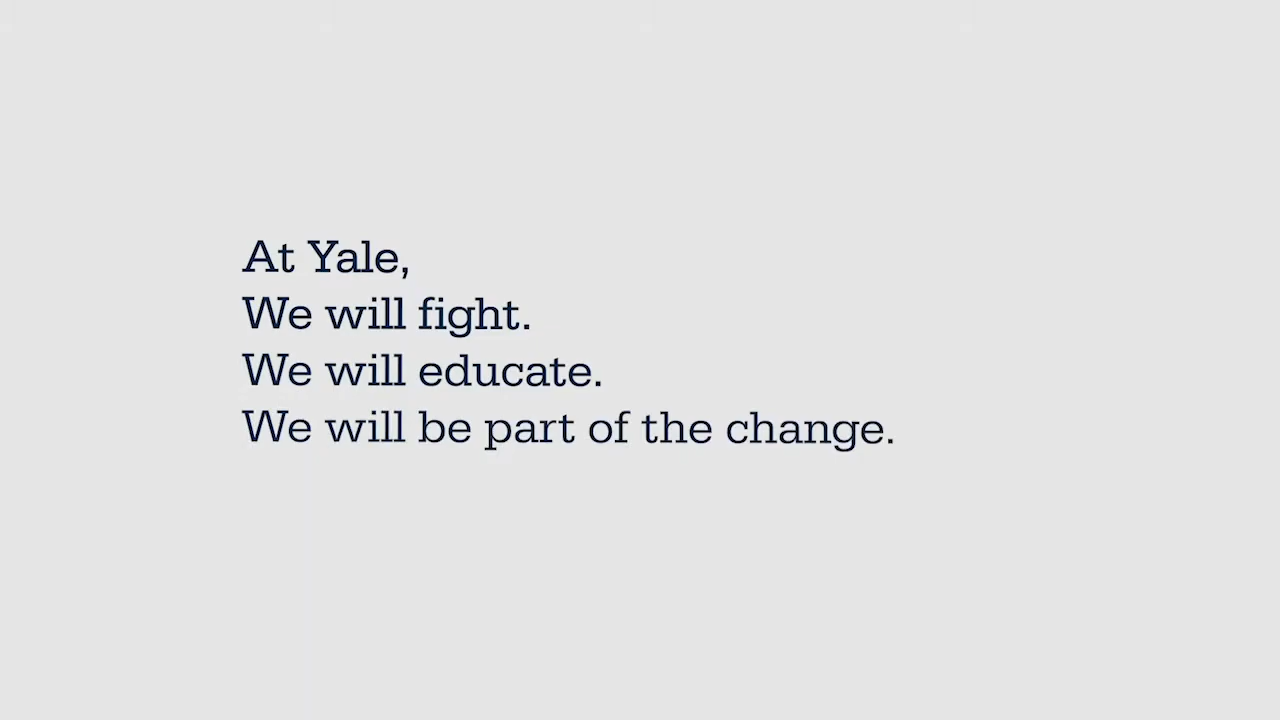 At Yale,
We will fight.
We will educate.
We will be part of the change.